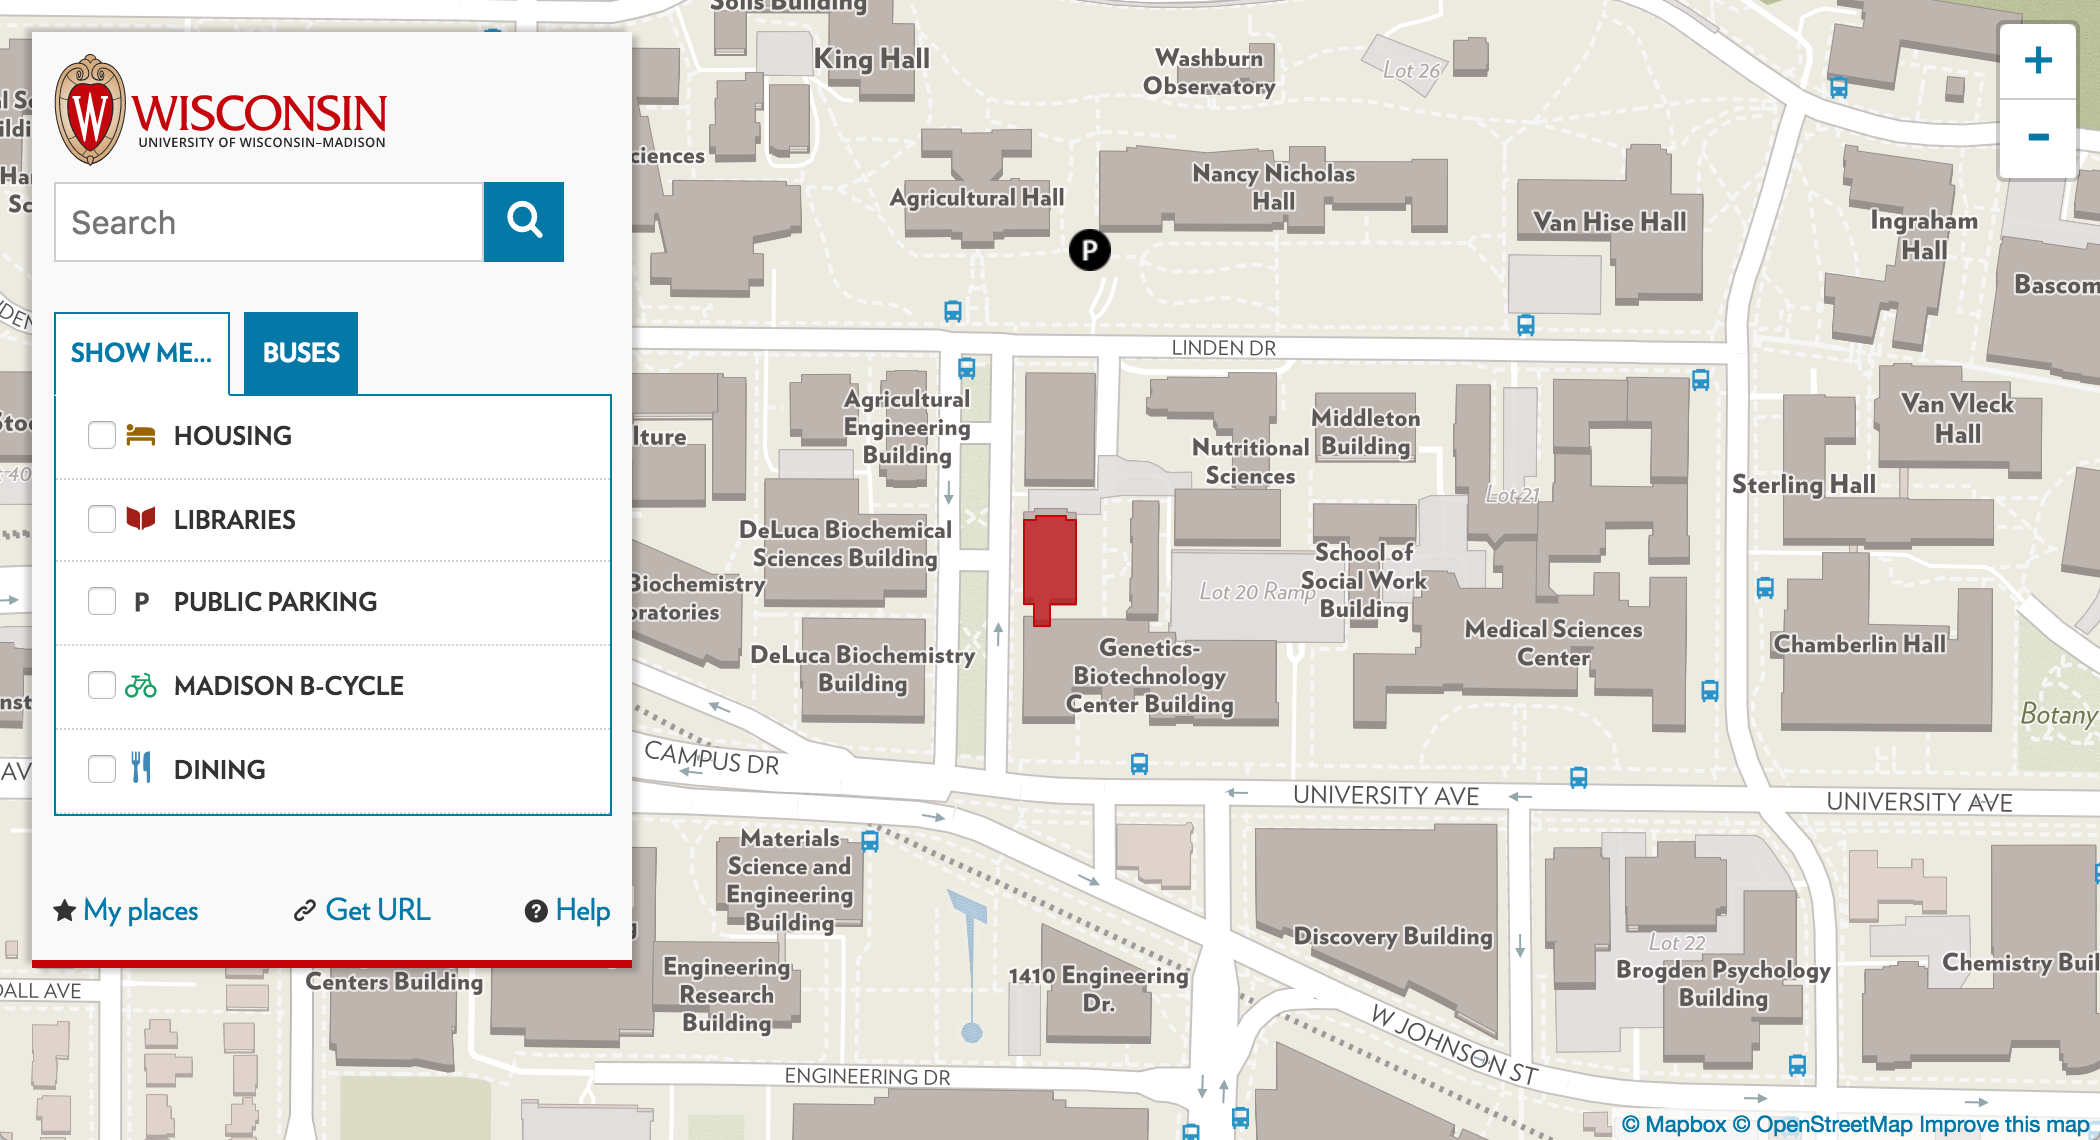 W
WISCONSIN
UNIVERSITY OF WISCONSIN–MADISON
Search
SHOW ME...
BUSES
HOUSING
LIBRARIES
P
PUBLIC PARKING
MADISON B-CYCLE
DINING
My places
Get URL
? Help
+
-
King Hall
Washburn
Observatory
Lot 26
Agricultural Hall
Nancy Nicholas
Hall
P
Van Hise Hall
Ingraham
Hall
Bascom
LINDEN DR
Agricultural
Engineering
Building
Nutritional
Sciences
Middleton
Building
Lot 21
Van Vleck
Hall
Sterling Hall
DeLuca Biochemical
Sciences Building
Biochemistry
School of
Social Work
Building
Lot 20 Ramp
DeLuca Biochemistry
Building
Genetics-
Biotechnology
Center Building
Medical Sciences
Center
Chamberlin Hall
Botany
CAMPUS DR
UNIVERSITY AVE
UNIVERSITY AVE
Materials
Science and
Engineering
Building
Discovery Building
Lot 22
Brogden Psychology
Building
Chemistry Buil
Centers Building
Engineering
Research
Building
1410 Engineering
Dr.
W JOHNSON ST
ENGINEERING DR
DALL AVE
© Mapbox © OpenStreetMap Improve this map